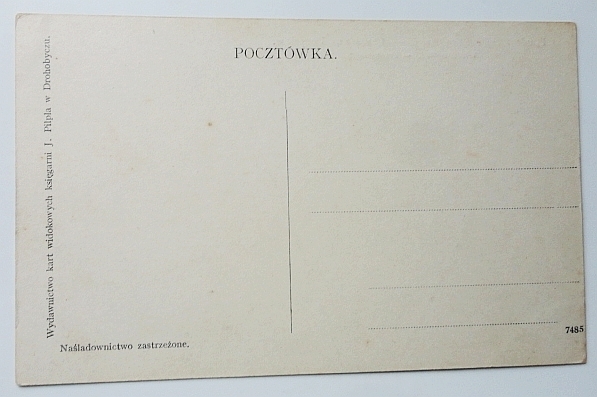 POCZTÓWKA.
Wydawnictwo kart widokowych księgarni J. Pilpla w Drohobyczu.
Naśladownictwo zastrzeżone.
7485